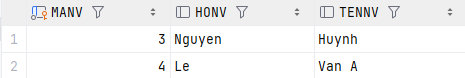 MANV HONV TENNV
1 3 Nguyen Huynh
2 4 Le Van A